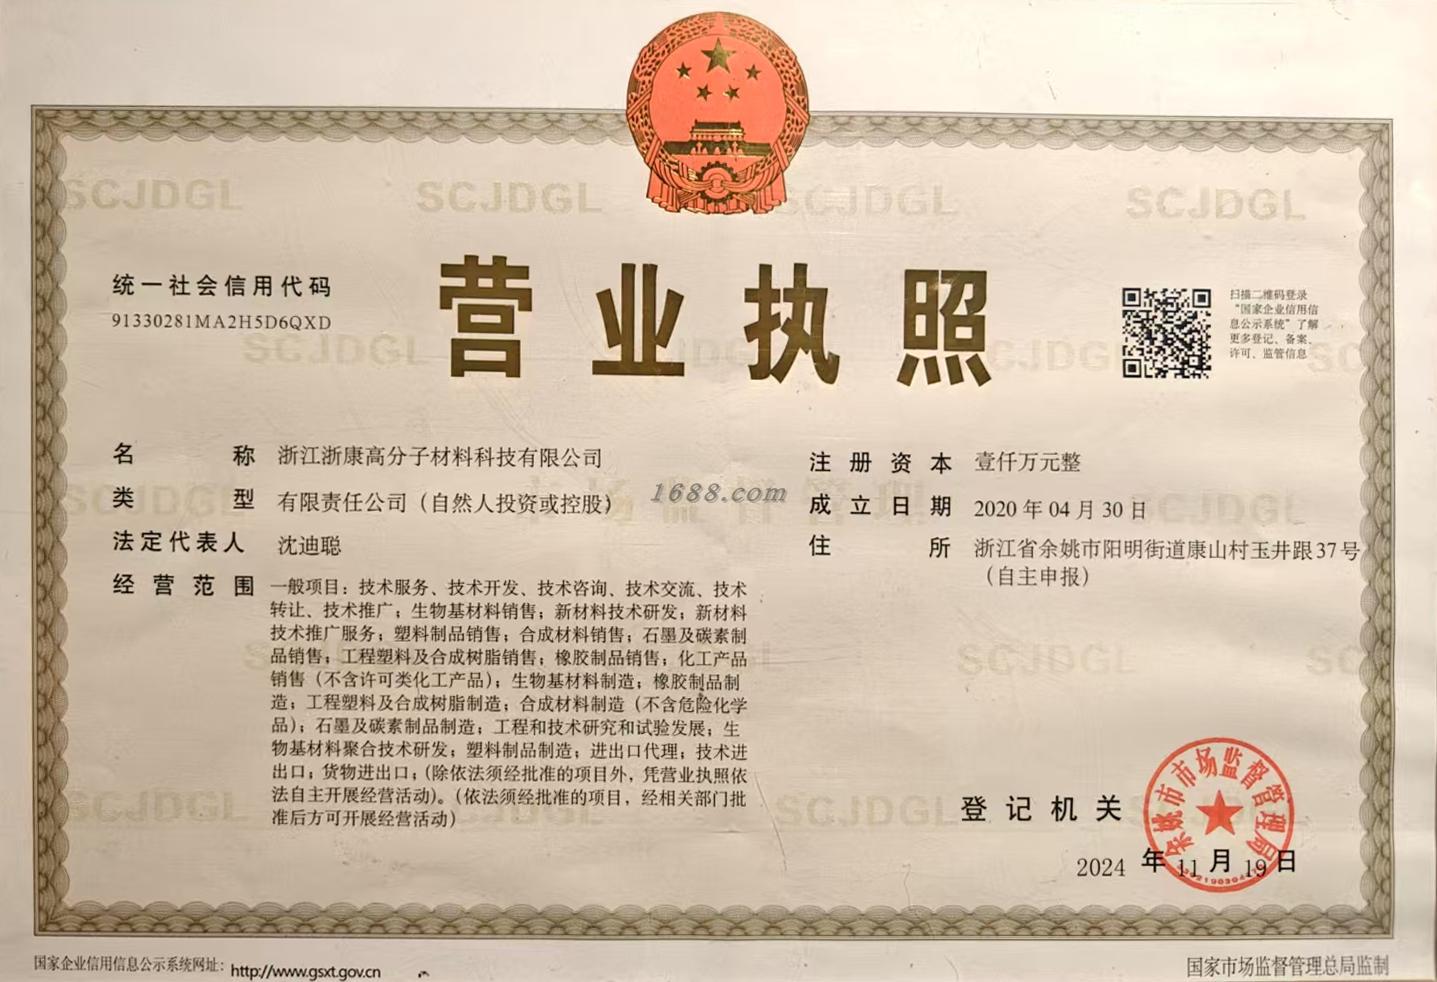 SCJDGL SCJDGL SCJDGL SCJDGL
营业执照
统一社会信用代码
91330281MA2H5D6QXD
扫描二维码登录
“国家企业信用信
息公示系统”了解
更多登记、备案、
许可、监管信息
名称 浙江浙康高分子材料科技有限公司
类型 有限责任公司（自然人投资或控股）
法定代表人 沈迪聪
经营范围 一般项目：技术服务、技术开发、技术咨询、技术交流、技术
转让、技术推广；生物基材料销售；新材料技术研发；新材料
技术推广服务；塑料制品销售；合成材料销售；石墨及碳素制
品销售；工程塑料及合成树脂销售；橡胶制品销售；化工产品
销售（不含许可类化工产品）；生物基材料制造；橡胶制品制
造；工程塑料及合成树脂制造；合成材料制造（不含危险化学
品）；石墨及碳素制品制造；工程和技术研究和试验发展；生
物基材料聚合技术研发；塑料制品制造；进出口代理；技术进
出口；货物进出口；（除依法须经批准的项目外，凭营业执照依
法自主开展经营活动）。（依法须经批准的项目，经相关部门批
准后方可开展经营活动）
1688.com
注册资本 壹仟万元整
成立日期 2020年04月30日
住所 浙江省余姚市阳明街道康山村玉井跟37号
（自主申报）
登记机关
余姚市市场监督管理局
2024年11月19日
国家企业信用信息公示系统网址：http://www.gsxt.gov.cn
国家市场监督管理总局监制